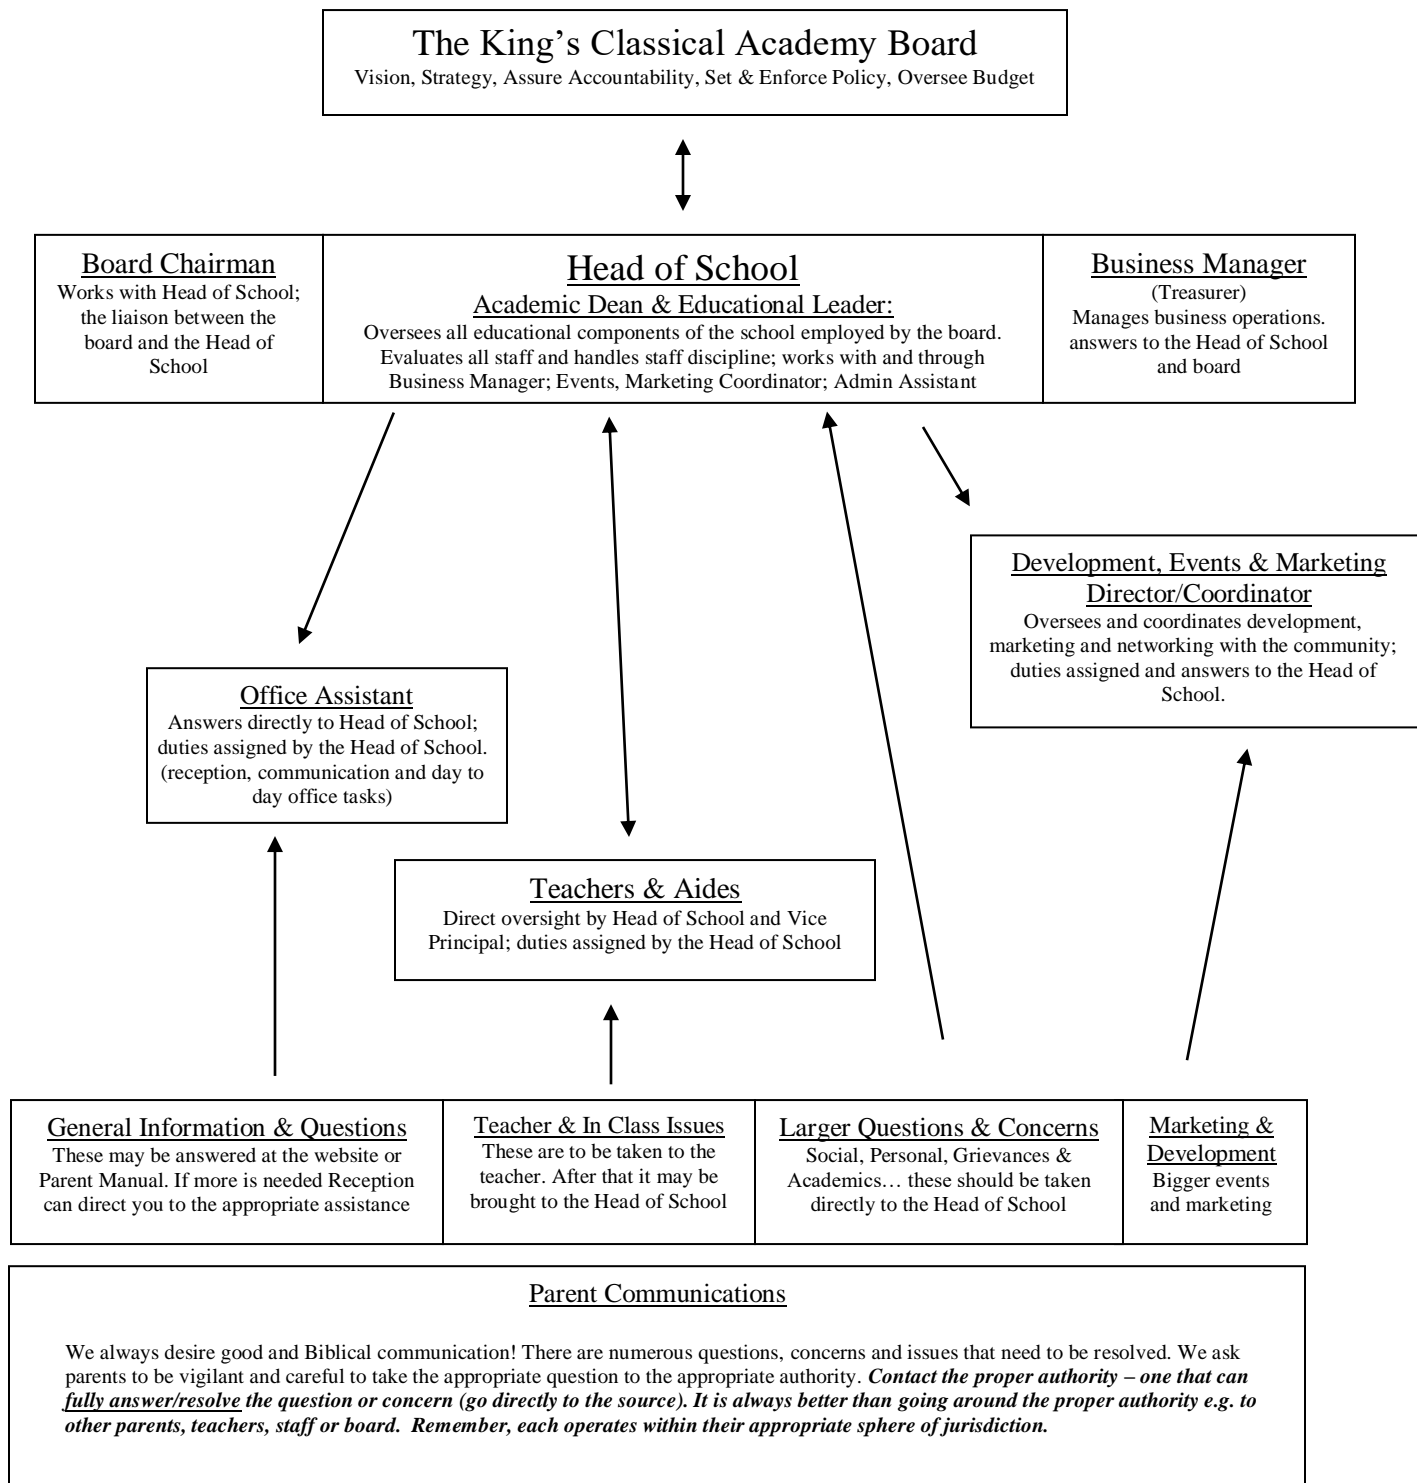 The King’s Classical Academy Board
Vision, Strategy, Assure Accountability, Set & Enforce Policy, Oversee Budget
Board Chairman
Works with Head of School;
the liaison between the
board and the Head of
School
Head of School
Academic Dean & Educational Leader:
Oversees all educational components of the school employed by the board.
Evaluates all staff and handles staff discipline; works with and through
Business Manager; Events, Marketing Coordinator; Admin Assistant
Business Manager
(Treasurer)
Manages business operations.
answers to the Head of School
and board
Development, Events & Marketing
Director/Coordinator
Oversees and coordinates development,
marketing and networking with the community;
duties assigned and answers to the Head of
School.
Office Assistant
Answers directly to Head of School;
duties assigned by the Head of School.
(reception, communication and day to
day office tasks)
Teachers & Aides
Direct oversight by Head of School and Vice
Principal; duties assigned by the Head of School
General Information & Questions
These may be answered at the website or
Parent Manual. If more is needed Reception
can direct you to the appropriate assistance
Teacher & In Class Issues
These are to be taken to the
teacher. After that it may be
brought to the Head of School
Larger Questions & Concerns
Social, Personal, Grievances &
Academics… these should be taken
directly to the Head of School
Marketing &
Development
Bigger events
and marketing
Parent Communications
We always desire good and Biblical communication! There are numerous questions, concerns and issues that need to be resolved. We ask
parents to be vigilant and careful to take the appropriate question to the appropriate authority. Contact the proper authority – one that can
fully answer/resolve the question or concern (go directly to the source). It is always better than going around the proper authority e.g. to
other parents, teachers, staff or board. Remember, each operates within their appropriate sphere of jurisdiction.